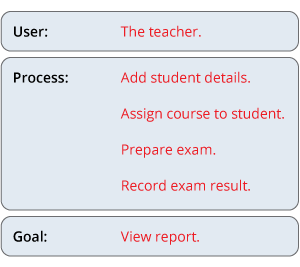 User: The teacher.
Process: Add student details.
Assign course to student.
Prepare exam.
Record exam result.
Goal: View report.